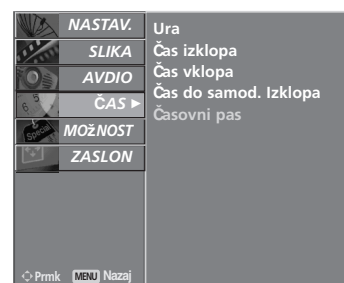 NASTAV.
SLIKA
AVDIO
ČAS
MOŽNOST
ZASLON
Ura
Čas izklopa
Čas vklopa
Čas do samod. Izklopa
Časovni pas
Prmk MENU Nazaj